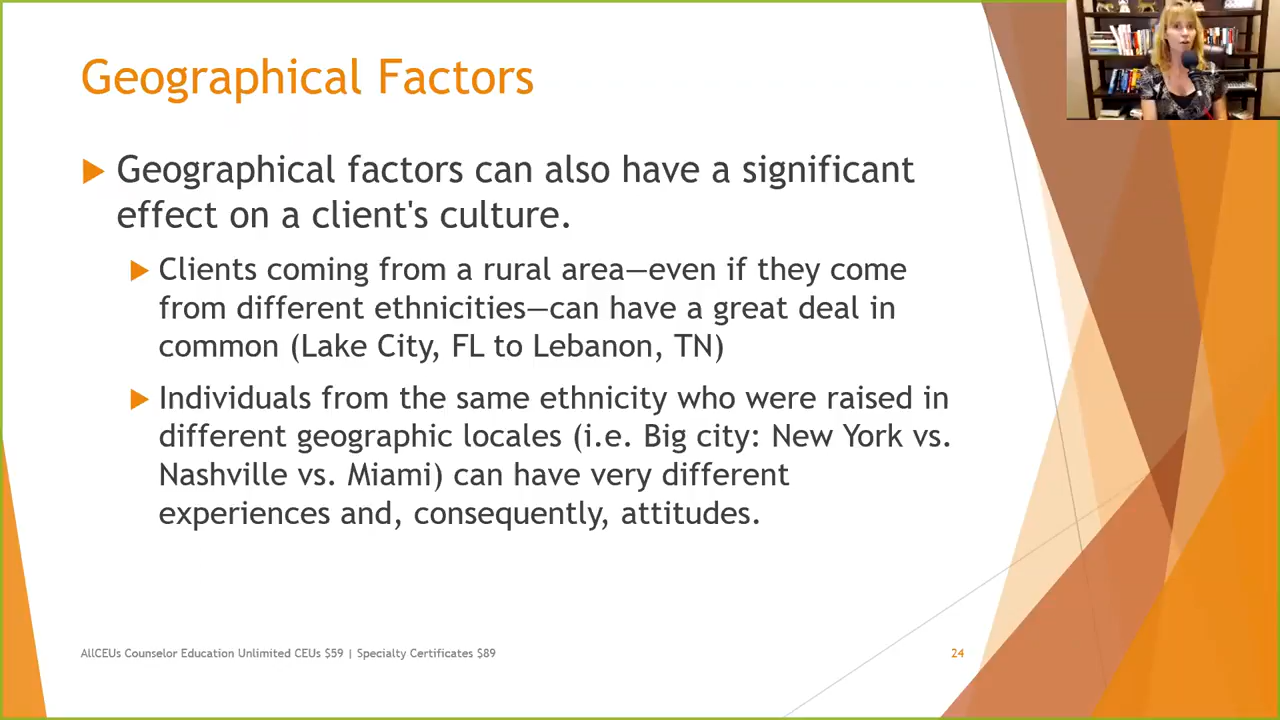 Geographical Factors
Geographical factors can also have a significant
effect on a client's culture.
Clients coming from a rural area—even if they come
from different ethnicities—can have a great deal in
common (Lake City, FL to Lebanon, TN)
Individuals from the same ethnicity who were raised in
different geographic locales (i.e. Big city: New York vs.
Nashville vs. Miami) can have very different
experiences and, consequently, attitudes.
AllCEUs Counselor Education Unlimited CEUs $59 | Specialty Certificates $89
24